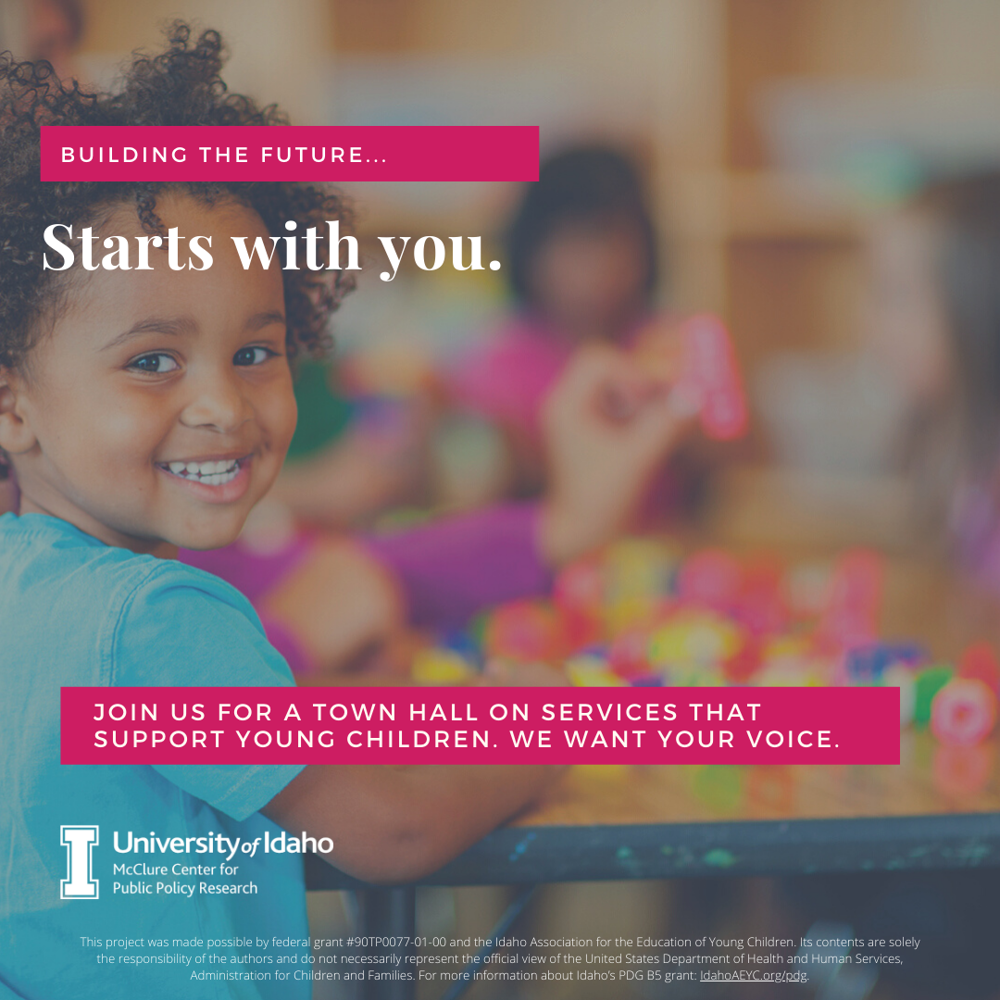 BUILDING THE FUTURE...
Starts with you.
JOIN US FOR A TOWN HALL ON SERVICES THAT
SUPPORT YOUNG CHILDREN. WE WANT YOUR VOICE.
I
University of Idaho
McClure Center for
Public Policy Research
This project was made possible by federal grant #90TP0077-01-00 and the Idaho Association for the Education of Young Children. Its contents are solely
the responsibility of the authors and do not necessarily represent the official view of the United States Department of Health and Human Services,
Administration for Children and Families. For more information about Idaho's PDG B5 grant: IdahoAEYC.org/pdg.